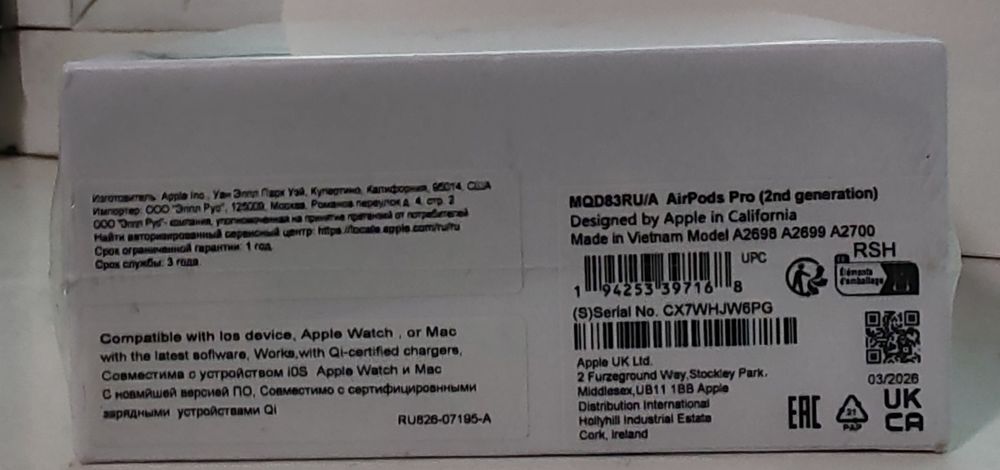 Изготовитель: Apple Inc., Уан Эппл Парк Уэй, Купертино, Калифорния, 95014, США
Импортер: ООО "Эппл Рус", 125009, Москва, Романов переулок д. 4, стр. 2
ООО "Эппл Рус"- компания, уполномоченная на принятие претензий от потребителей
Найти авторизированный сервисный центр: https://locate.apple.com/ru/ru
Срок ограниченной гарантии: 1 год.
Срок службы: 3 года.
Compatible with Ios device, Apple Watch , or Mac
with the latest software, Works,with Qi-certified chargers,
Совместима с устройством iOS Apple Watch и Mac
С новмйшей версией ПО, Совместимо с сертифицированными
зарядными устройствами Qi
RU826-07195-A
MQD83RU/A AirPods Pro (2nd generation)
Designed by Apple in California
Made in Vietnam Model A2698 A2699 A2700
UPC
RSH
1 94253 39716 8
Éléments
d'emballage
(S)Serial No. CX7WHJW6PG
Apple UK Ltd.
2 Furzeground Way,Stockley Park,
Middlesex,UB11 1BB Apple
Distribution International
Hollyhill Industrial Estate
Cork, Ireland
03/2026
EAC
21
PAP
UK
CA